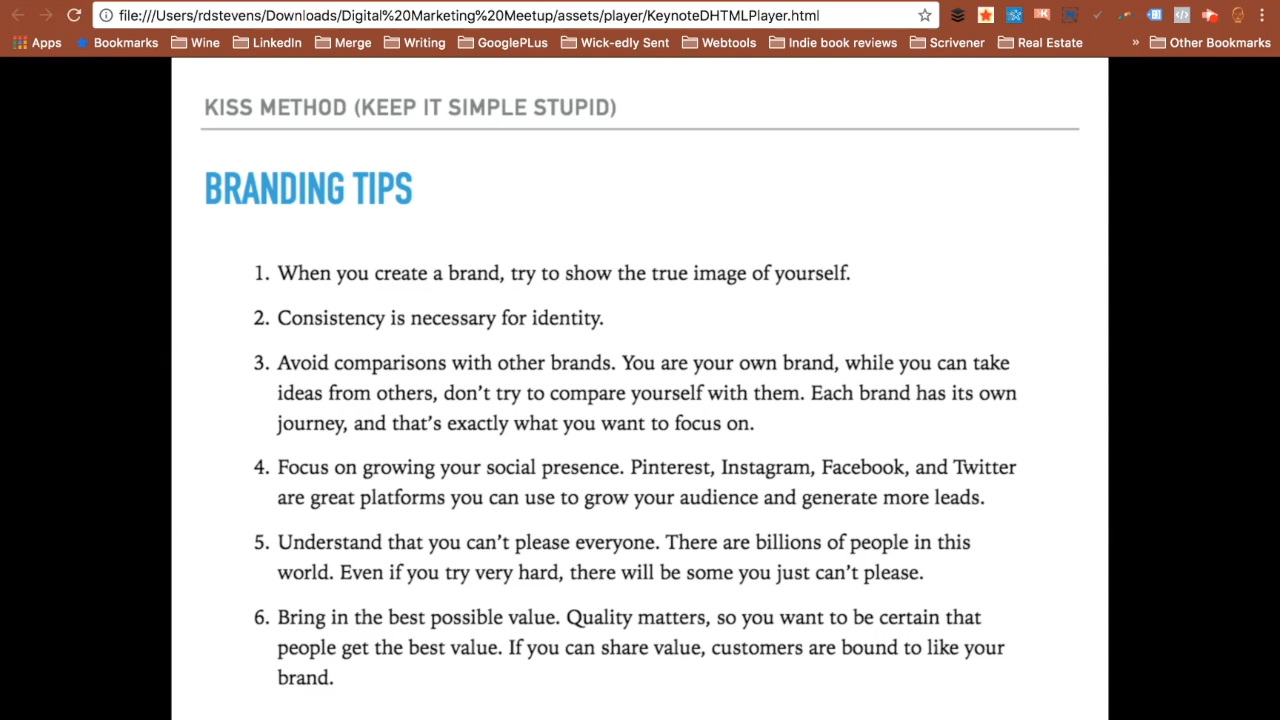 file:///Users/rdstevens/Downloads/Digital%20Marketing%20Meetup/assets/player/KeynoteDHTMLPlayer.html
Apps Bookmarks Wine LinkedIn Merge Writing GooglePLus Wick-edly Sent Webtools Indie book reviews Scrivener Real Estate » Other Bookmarks
KISS METHOD (KEEP IT SIMPLE STUPID)
BRANDING TIPS
1. When you create a brand, try to show the true image of yourself.
2. Consistency is necessary for identity.
3. Avoid comparisons with other brands. You are your own brand, while you can take
ideas from others, don’t try to compare yourself with them. Each brand has its own
journey, and that’s exactly what you want to focus on.
4. Focus on growing your social presence. Pinterest, Instagram, Facebook, and Twitter
are great platforms you can use to grow your audience and generate more leads.
5. Understand that you can’t please everyone. There are billions of people in this
world. Even if you try very hard, there will be some you just can’t please.
6. Bring in the best possible value. Quality matters, so you want to be certain that
people get the best value. If you can share value, customers are bound to like your
brand.